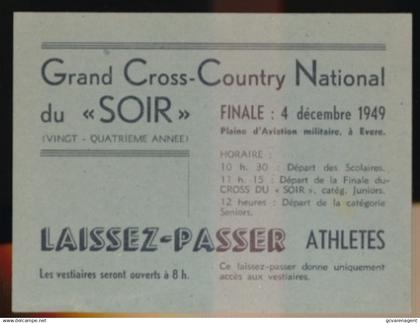 Grand Cross-Country National
du « SOIR »
(VINGT - QUATRIEME ANNEE)
FINALE : 4 décembre 1949
Plaine d'Aviation militaire, à Evere.
HORAIRE :
10 h. 30 : Départ des Scolaires.
11 h. 15 : Départ de la Finale du
CROSS DU « SOIR », catég. Juniors.
12 heures : Départ de la catégorie
Seniors.
LAISSEZ-PASSER ATHLETES
Les vestiaires seront ouverts à 8 h.
Ce laissez-passer donne uniquement
accès aux vestiaires.
delcampe.net
govarenagent